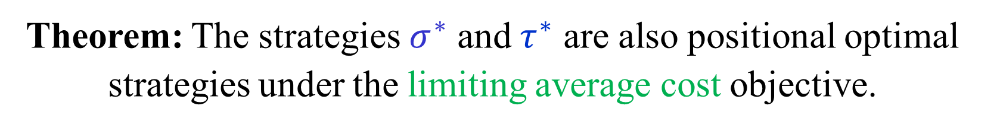 Theorem: The strategies σ* and τ* are also positional optimal
strategies under the limiting average cost objective.